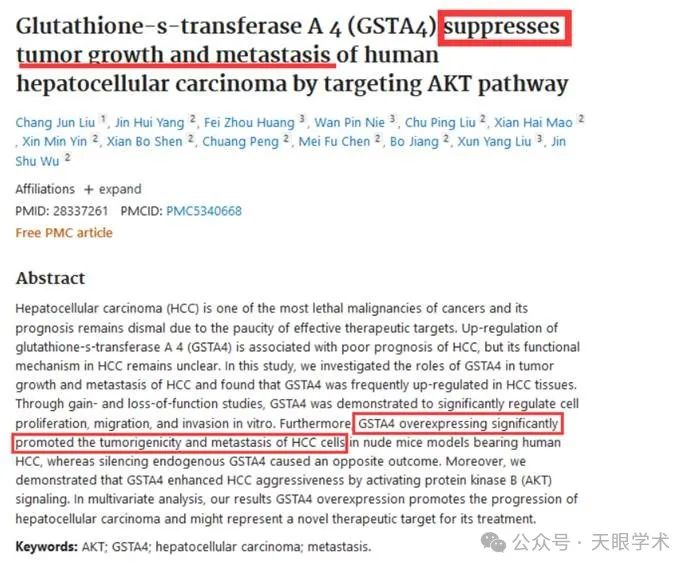 Glutathione-s-transferase A 4 (GSTA4) suppresses
tumor growth and metastasis of human
hepatocellular carcinoma by targeting AKT pathway
Chang Jun Liu 1, Jin Hui Yang 2, Fei Zhou Huang 3, Wan Pin Nie 3, Chu Ping Liu 2, Xian Hai Mao 2
, Xin Min Yin 2, Xian Bo Shen 2, Chuang Peng 2, Mei Fu Chen 2, Bo Jiang 2, Xun Yang Liu 3, Jin
Shu Wu 2
Affiliations + expand
PMID: 28337261 PMCID: PMC5340668
Free PMC article
Abstract
Hepatocellular carcinoma (HCC) is one of the most lethal malignancies of cancers and its
prognosis remains dismal due to the paucity of effective therapeutic targets. Up-regulation of
glutathione-s-transferase A 4 (GSTA4) is associated with poor prognosis of HCC, but its functional
mechanism in HCC remains unclear. In this study, we investigated the roles of GSTA4 in tumor
growth and metastasis of HCC and found that GSTA4 was frequently up-regulated in HCC tissues.
Through gain- and loss-of-function studies, GSTA4 was demonstrated to significantly regulate cell
proliferation, migration, and invasion in vitro. Furthermore, GSTA4 overexpressing significantly
promoted the tumorigenicity and metastasis of HCC cells in nude mice models bearing human
HCC, whereas silencing endogenous GSTA4 caused an opposite outcome. Moreover, we
demonstrated that GSTA4 enhanced HCC aggressiveness by activating protein kinase B (AKT)
signaling. In multivariate analysis, our results GSTA4 overexpression promotes the progression of
hepatocellular carcinoma and might represent a novel therapeutic target for its treatment.
Keywords: AKT; GSTA4; hepatocellular carcinoma; metastasis.
公众号 · 天眼学术